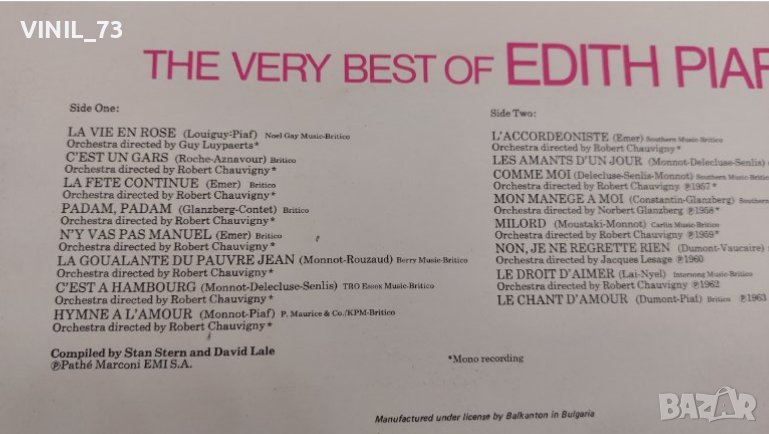 VINIL_73
THE VERY BEST OF EDITH PIAF
Side One:
LA VIE EN ROSE (Louiguy-Piaf) Noel Gay Music-Britico
Orchestra directed by Guy Luypaerts*
C'EST UN GARS (Roche-Aznavour) Britico
Orchestra directed by Robert Chauvigny*
LA FETE CONTINUE (Emer) Britico
Orchestra directed by Robert Chauvigny*
PADAM, PADAM (Glanzberg-Contet) Britico
Orchestra directed by Robert Chauvigny*
N'Y VAS PAS MANUEL (Emer) Britico
Orchestra directed by Robert Chauvigny*
LA GOUALANTE DU PAUVRE JEAN (Monnot-Rouzaud) Berry Music-Britico
Orchestra directed by Robert Chauvigny*
C'EST A HAMBOURG (Monnot-Delecluse-Senlis) TRO Essex Music-Britico
Orchestra directed by Robert Chauvigny*
HYMNE A L'AMOUR (Monnot-Piaf) P. Maurice & Co./KPM-Britico
Orchestra directed by Robert Chauvigny*
Compiled by Stan Stern and David Lale
℗Pathé Marconi EMI S.A.
Side Two:
L'ACCORDEONISTE (Emer) Southern Music-Britico
Orchestra directed by Robert Chauvigny*
LES AMANTS D'UN JOUR (Monnot-Delecluse-Senlis)
COMME MOI (Delecluse-Senlis-Monnot) Southern Music-Britico
Orchestra directed by Robert Chauvigny ℗1957*
MON MANEGE A MOI (Constantin-Glanzberg) Southern
Orchestra directed by Norbert Glanzberg ℗1958*
MILORD (Moustaki-Monnot) Carlin Music-Britico
Orchestra directed by Robert Chauvigny ℗1959*
NON, JE NE REGRETTE RIEN (Dumont-Vaucaire)
Orchestra directed by Jacques Lesage ℗1960
LE DROIT D'AIMER (Lai-Nyel) Intersong Music-Britico
Orchestra directed by Robert Chauvigny ℗1962
LE CHANT D'AMOUR (Dumont-Piaf) Britico ℗1963
*Mono recording
Manufactured under license by Balkanton in Bulgaria
BAZAR